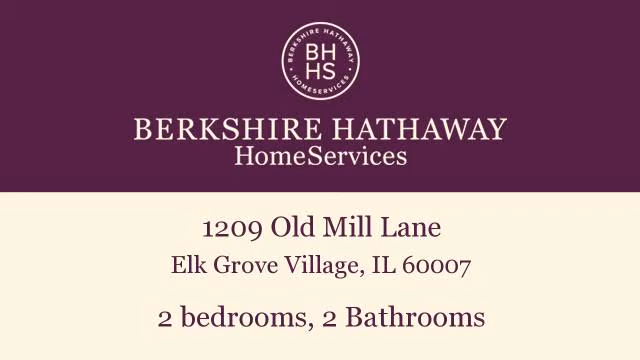 BERKSHIRE HATHAWAY
BH
HS
HOMESERVICES
BERKSHIRE HATHAWAY
HomeServices
1209 Old Mill Lane
Elk Grove Village, IL 60007
2 bedrooms, 2 Bathrooms